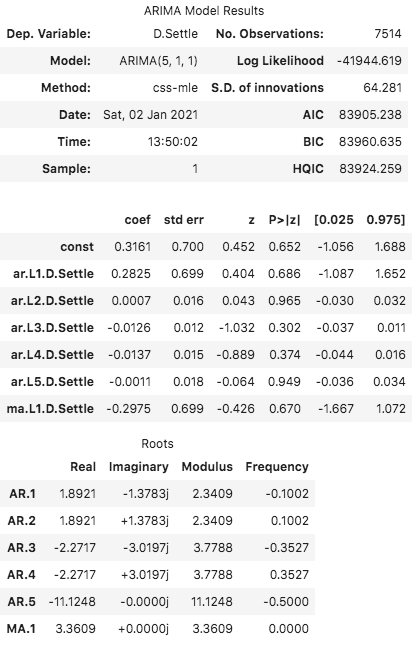 ARIMA Model Results
Dep. Variable: D.Settle No. Observations: 7514
Model: ARIMA(5, 1, 1) Log Likelihood -41944.619
Method: css-mle S.D. of innovations 64.281
Date: Sat, 02 Jan 2021 AIC 83905.238
Time: 13:50:02 BIC 83960.635
Sample: 1 HQIC 83924.259
coef std err z P>|z| [0.025 0.975]
const 0.3161 0.700 0.452 0.652 -1.056 1.688
ar.L1.D.Settle 0.2825 0.699 0.404 0.686 -1.087 1.652
ar.L2.D.Settle 0.0007 0.016 0.043 0.965 -0.030 0.032
ar.L3.D.Settle -0.0126 0.012 -1.032 0.302 -0.037 0.011
ar.L4.D.Settle -0.0137 0.015 -0.889 0.374 -0.044 0.016
ar.L5.D.Settle -0.0011 0.018 -0.064 0.949 -0.036 0.034
ma.L1.D.Settle -0.2975 0.699 -0.426 0.670 -1.667 1.072
Roots
Real Imaginary Modulus Frequency
AR.1 1.8921 -1.3783j 2.3409 -0.1002
AR.2 1.8921 +1.3783j 2.3409 0.1002
AR.3 -2.2717 -3.0197j 3.7788 -0.3527
AR.4 -2.2717 +3.0197j 3.7788 0.3527
AR.5 -11.1248 -0.0000j 11.1248 -0.5000
MA.1 3.3609 +0.0000j 3.3609 0.0000